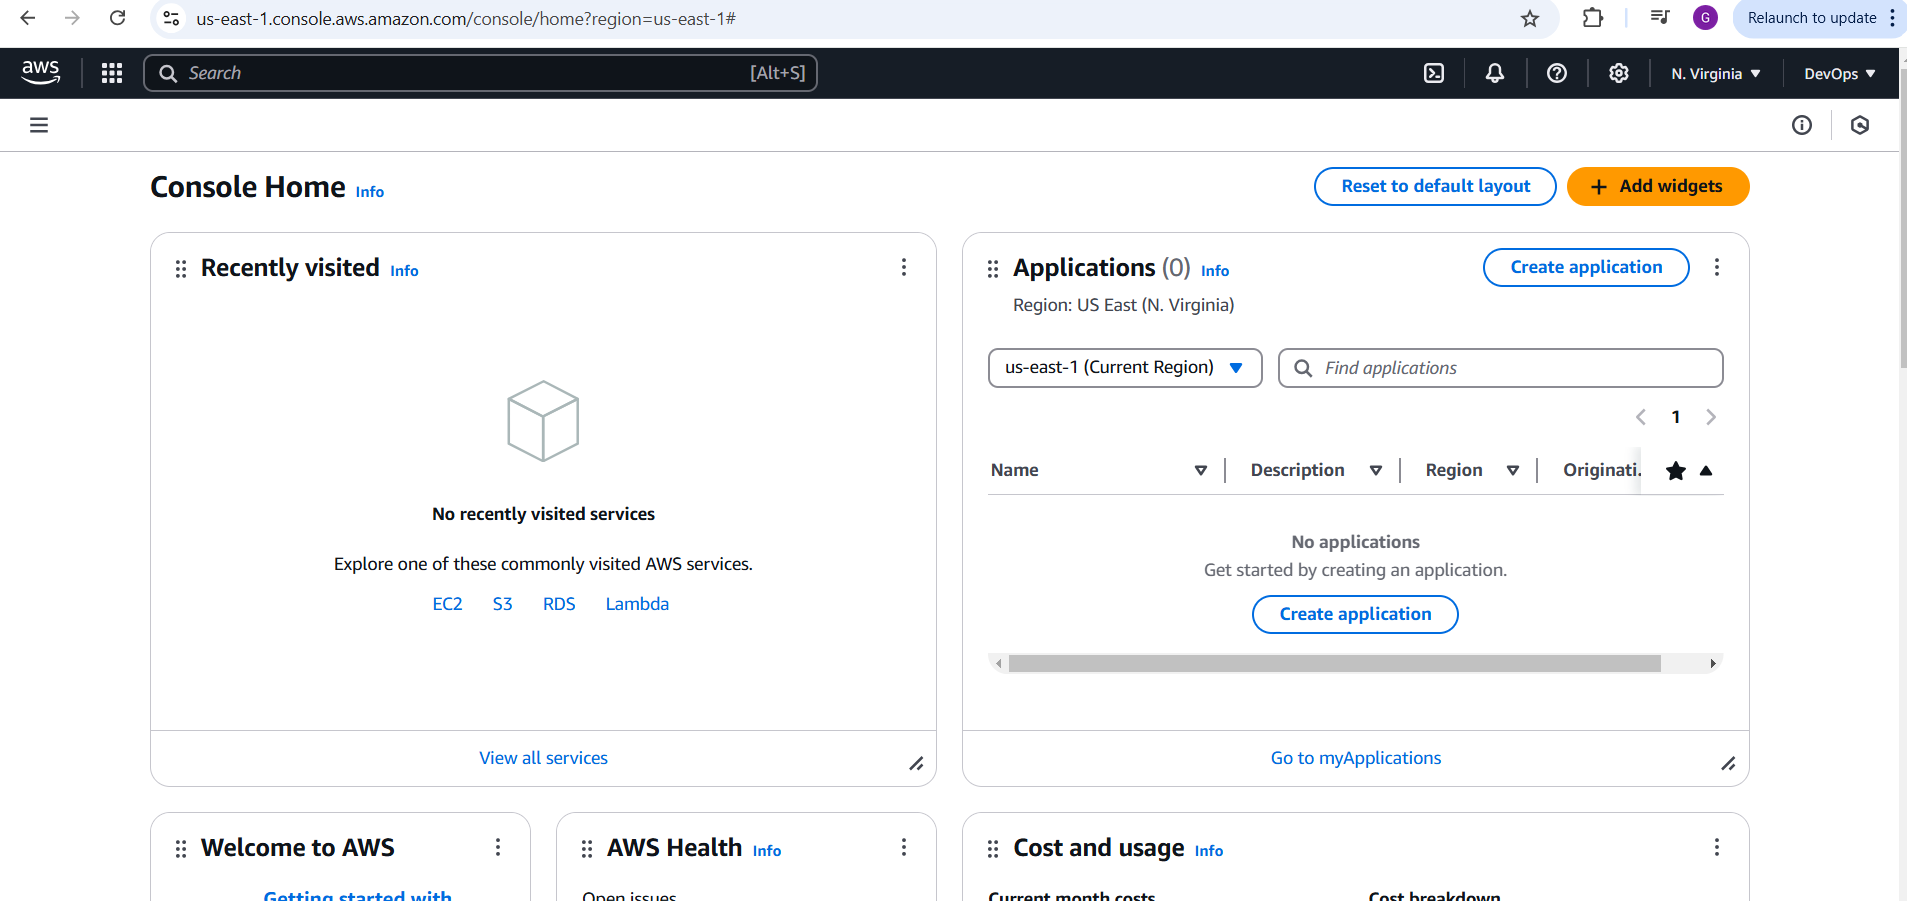 us-east-1.console.aws.amazon.com/console/home?region=us-east-1#
G
Relaunch to update
aws
Search
[Alt+S]
N. Virginia
DevOps
Console Home Info
Reset to default layout
+ Add widgets
Recently visited Info
No recently visited services
Explore one of these commonly visited AWS services.
EC2 S3 RDS Lambda
View all services
Applications (0) Info
Create application
Region: US East (N. Virginia)
us-east-1 (Current Region)
Find applications
1
Name Description Region Originati.
No applications
Get started by creating an application.
Create application
Go to myApplications
Welcome to AWS
Getting started with
AWS Health Info
Open issues
Cost and usage Info
Current month costs
Cost breakdown